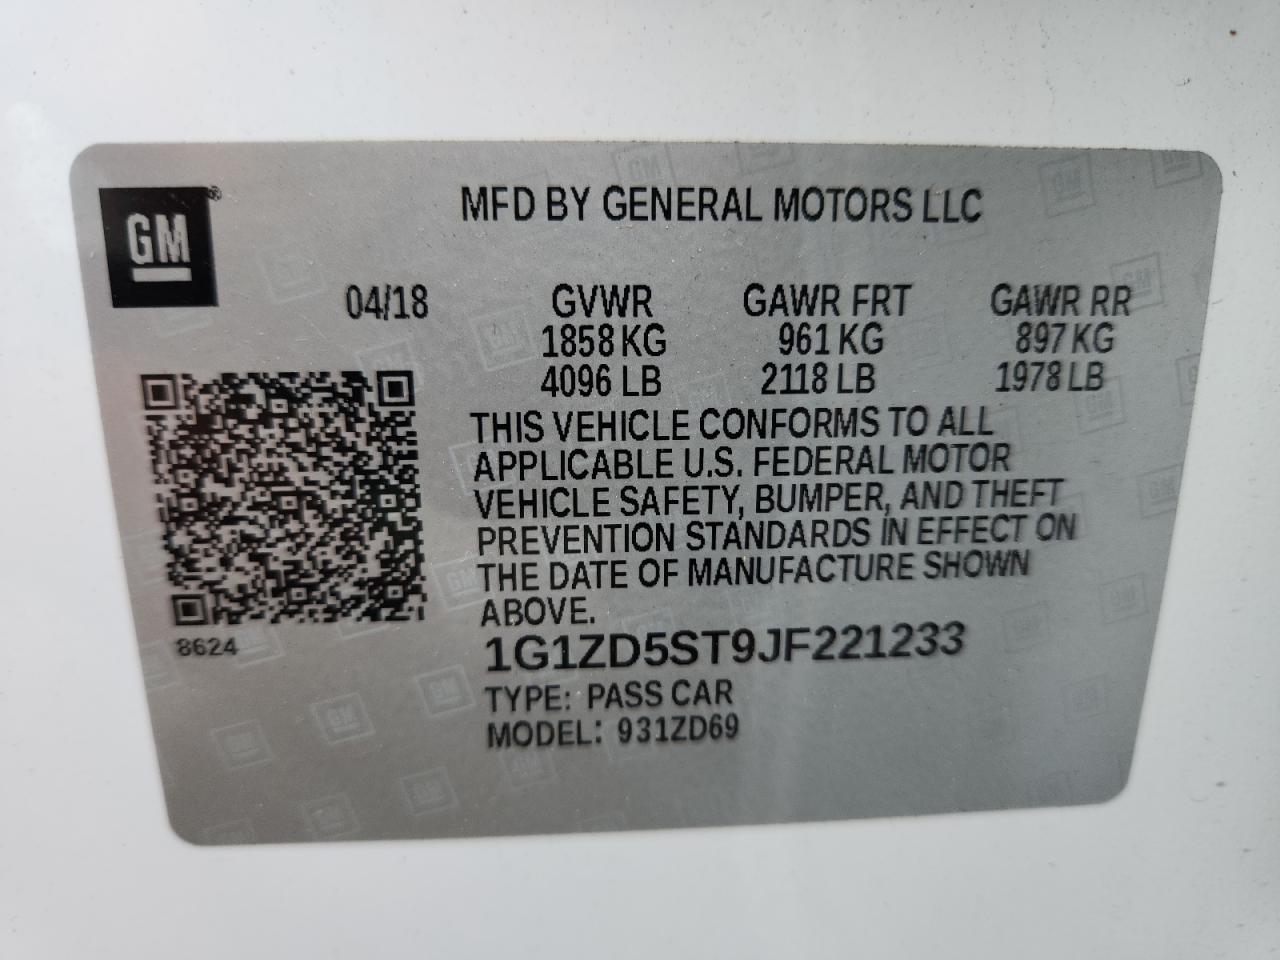 GM®
MFD BY GENERAL MOTORS LLC
04/18 GVWR GAWR FRT GAWR RR
1858 KG 961 KG 897 KG
4096 LB 2118 LB 1978 LB
THIS VEHICLE CONFORMS TO ALL
APPLICABLE U.S. FEDERAL MOTOR
VEHICLE SAFETY, BUMPER, AND THEFT
PREVENTION STANDARDS IN EFFECT ON
THE DATE OF MANUFACTURE SHOWN
ABOVE.
8624
1G1ZD5ST9JF221233
TYPE: PASS CAR
MODEL: 931ZD69